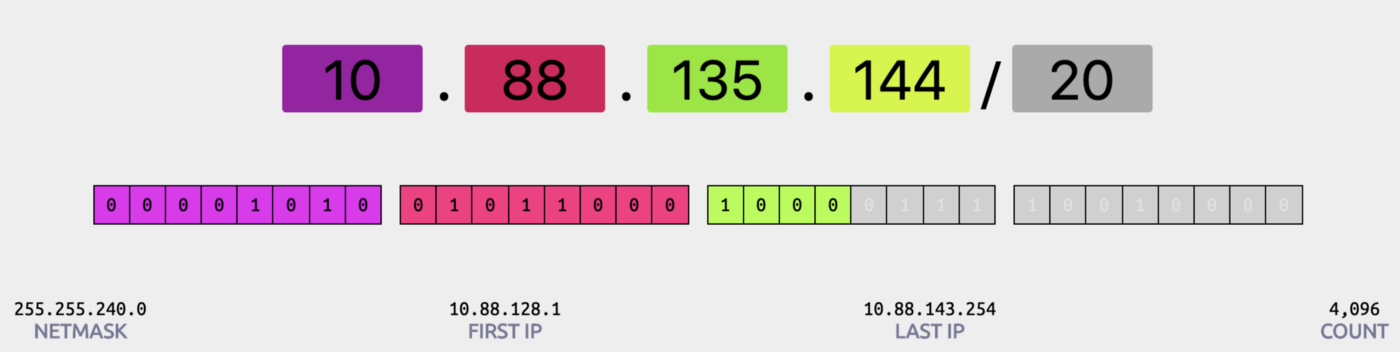 10 . 88 . 135 . 144 / 20
0 0 0 0 1 0 1 0 0 1 0 1 1 0 0 0 1 0 0 0 0 1 1 1 1 0 0 1 0 0 0 0
255.255.240.0 10.88.128.1 10.88.143.254 4,096
NETMASK FIRST IP LAST IP COUNT